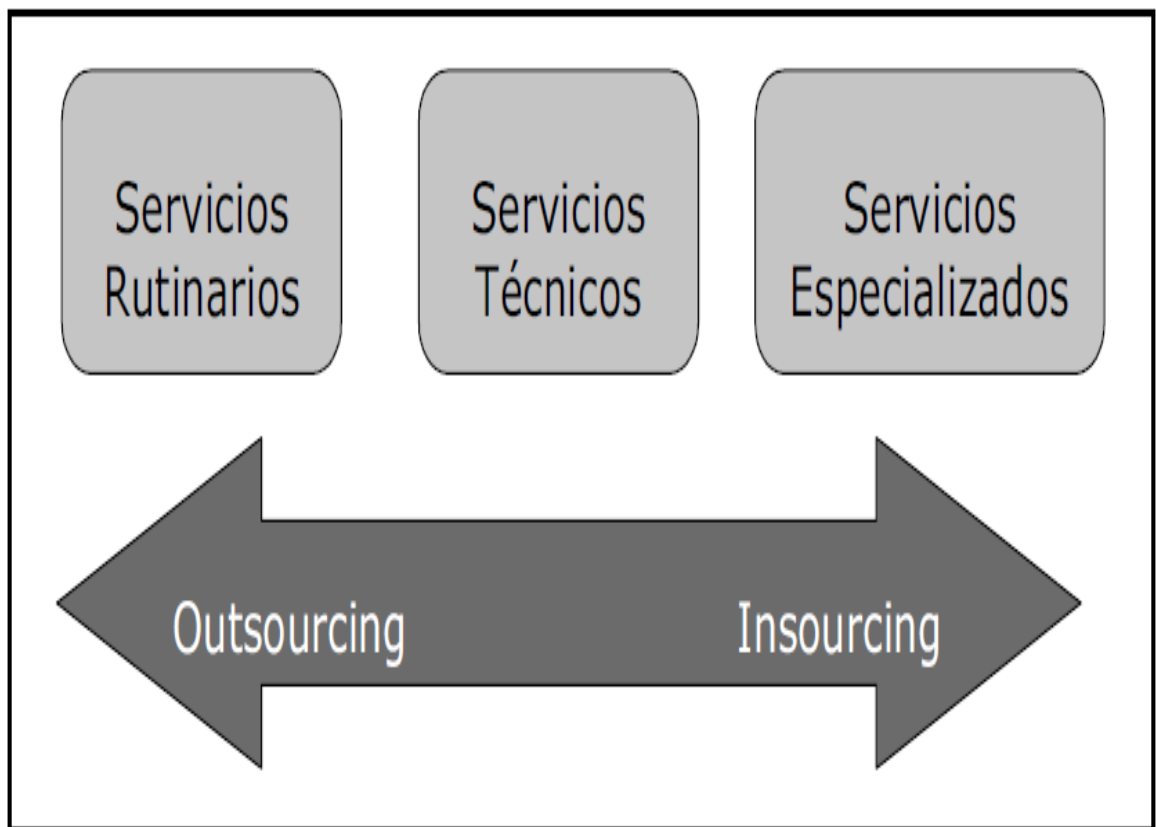 Servicios
Rutinarios
Servicios
Técnicos
Servicios
Especializados
Outsourcing
Insourcing